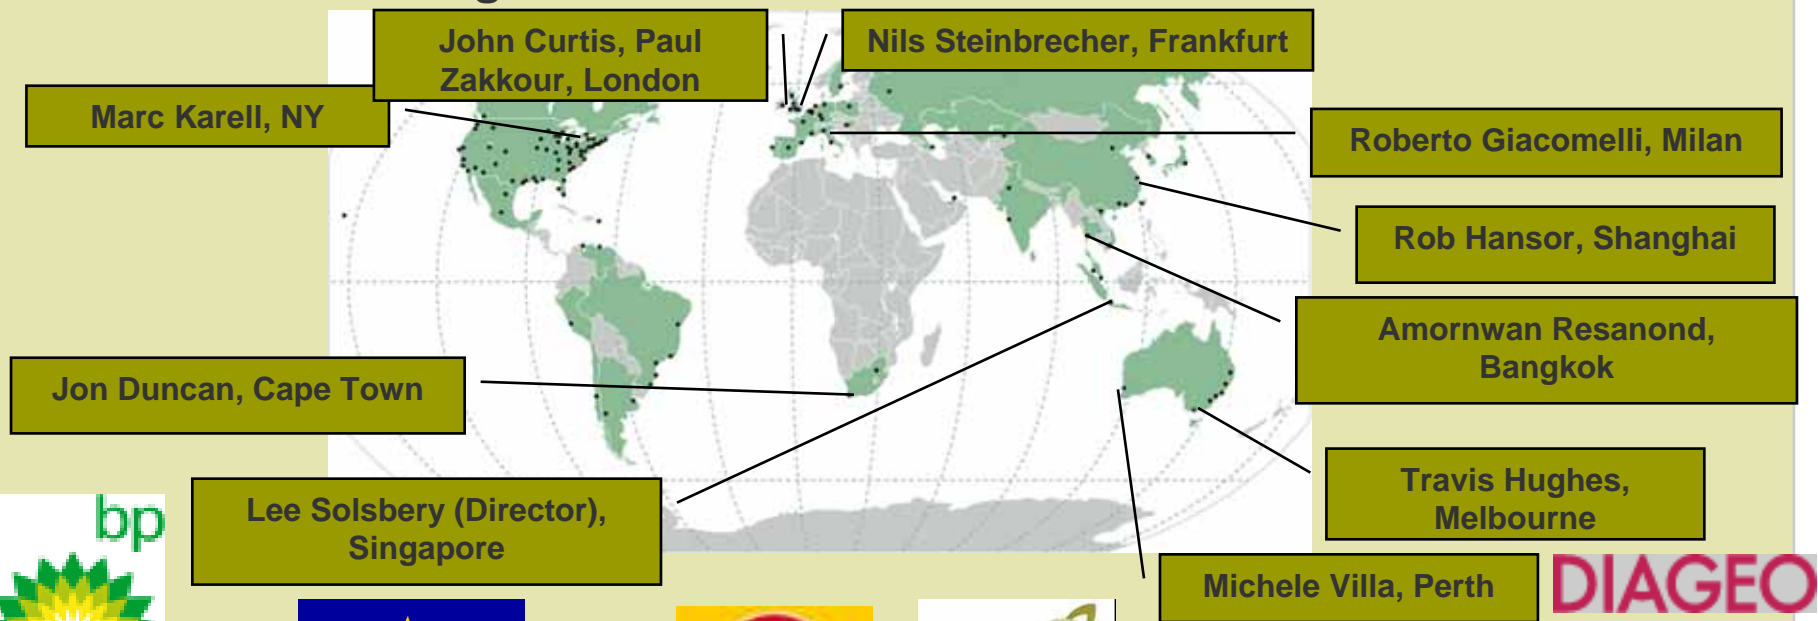 John Curtis, Paul
Zakkour, London
Nils Steinbrecher, Frankfurt
Marc Karell, NY
Roberto Giacomelli, Milan
Rob Hansor, Shanghai
Amornwan Resanond,
Bangkok
Jon Duncan, Cape Town
Travis Hughes,
Melbourne
Lee Solsbery (Director),
Singapore
Michele Villa, Perth
bp
DIAGEO